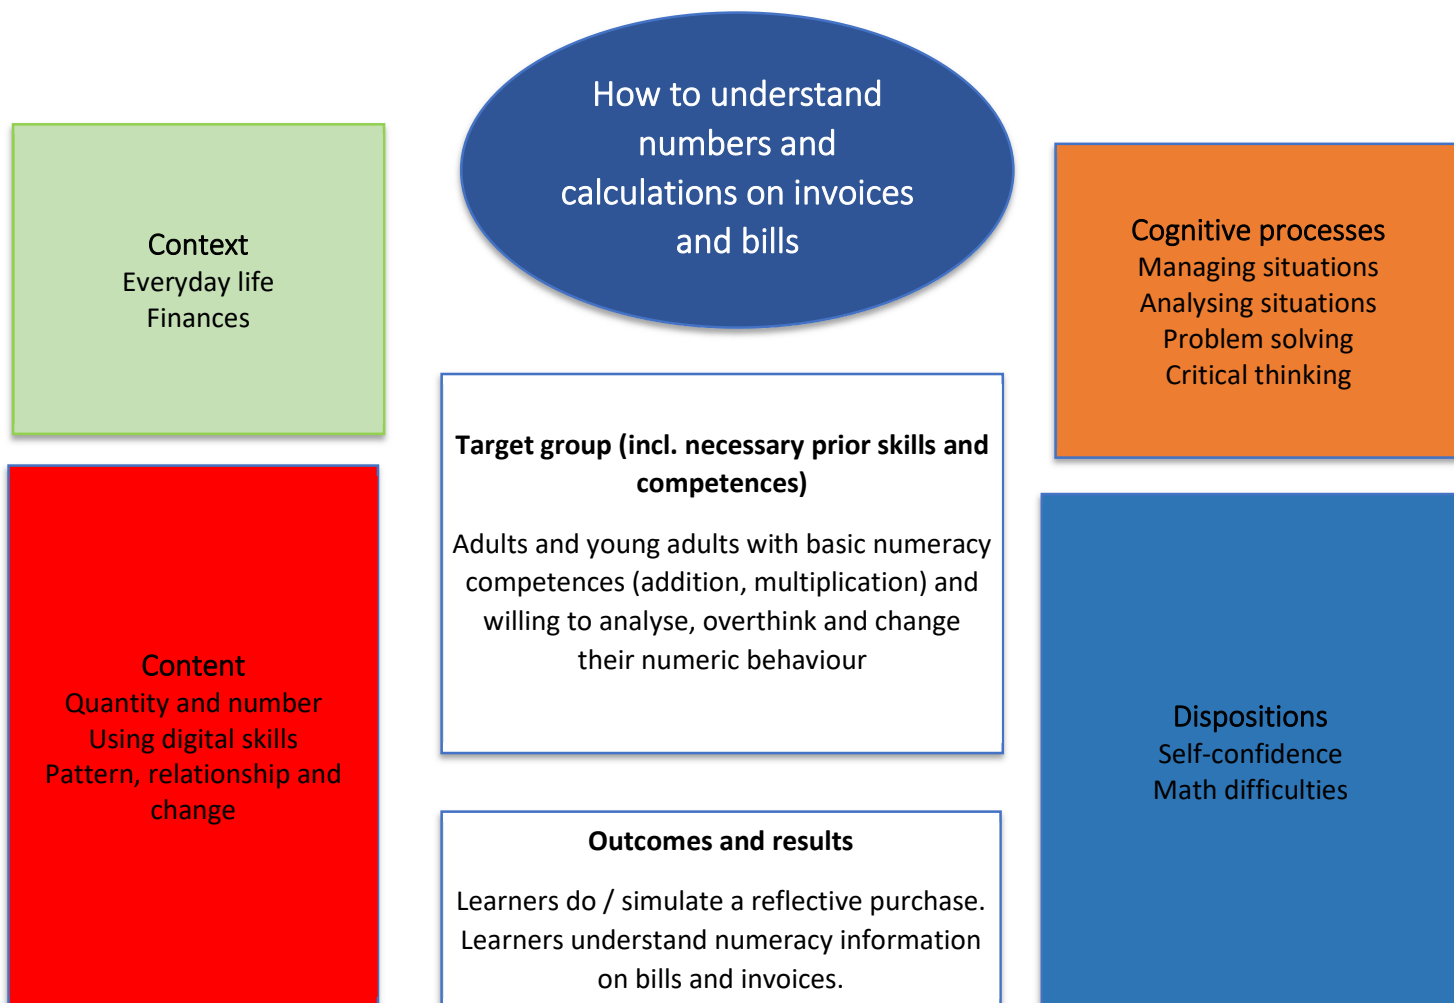 How to understand
numbers and
calculations on invoices
and bills
Context
Everyday life
Finances
Cognitive processes
Managing situations
Analysing situations
Problem solving
Critical thinking
Target group (incl. necessary prior skills and
competences)
Adults and young adults with basic numeracy
competences (addition, multiplication) and
willing to analyse, overthink and change
their numeric behaviour
Content
Quantity and number
Using digital skills
Pattern, relationship and
change
Dispositions
Self-confidence
Math difficulties
Outcomes and results
Learners do / simulate a reflective purchase.
Learners understand numeracy information
on bills and invoices.